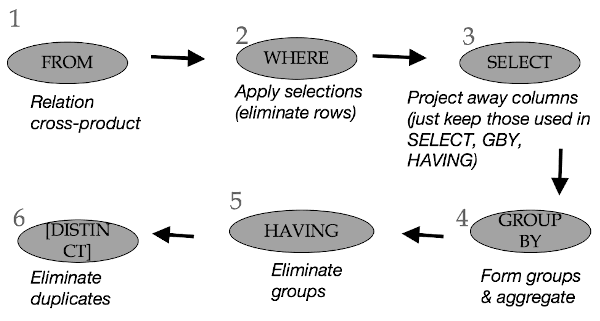 1
FROM
Relation
cross-product
2
WHERE
Apply selections
(eliminate rows)
3
SELECT
Project away columns
(just keep those used in
SELECT, GBY,
HAVING)
4
GROUP
BY
Form groups
& aggregate
5
HAVING
Eliminate
groups
6
[DISTIN
CT]
Eliminate
duplicates